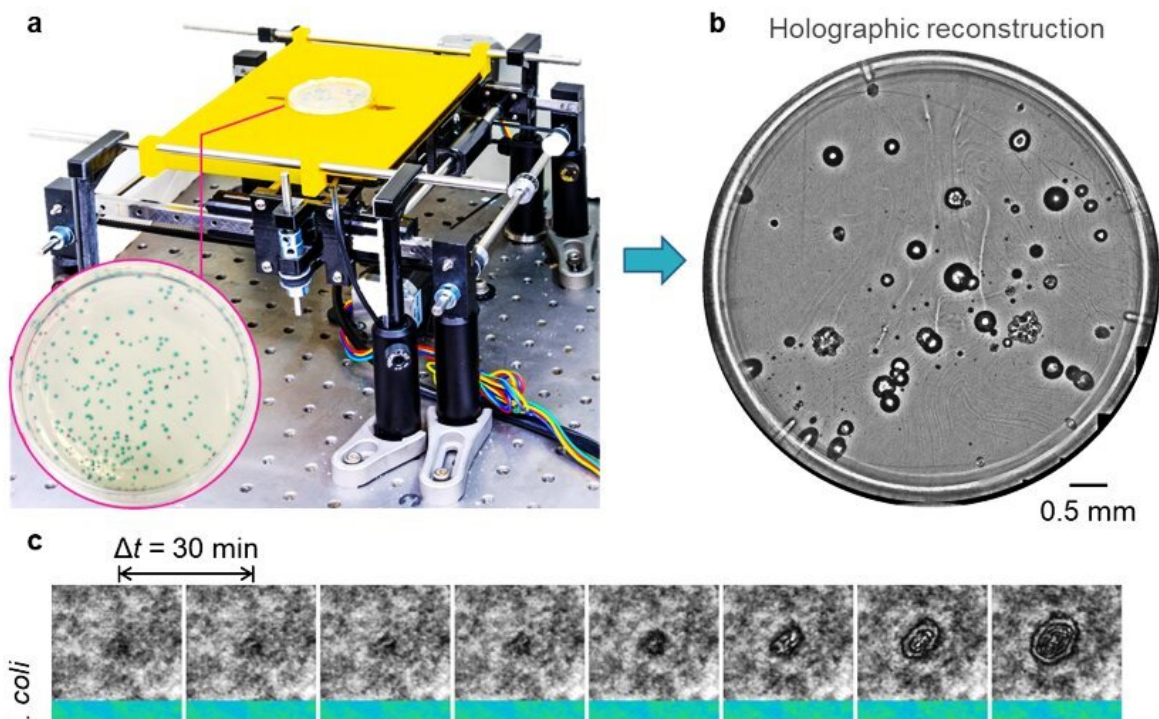 a
b
Holographic reconstruction
0.5 mm
c
Δt = 30 min
. coli